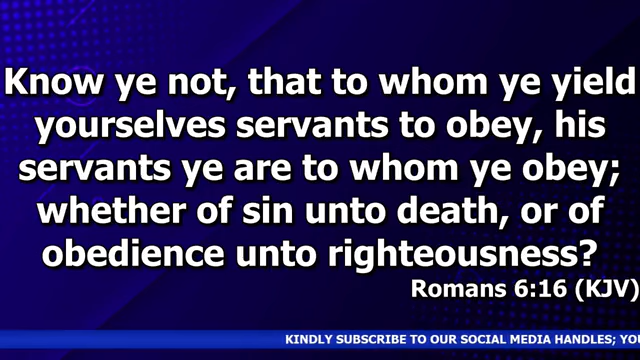 Know ye not, that to whom ye yield
yourselves servants to obey, his
servants ye are to whom ye obey;
whether of sin unto death, or of
obedience unto righteousness?
Romans 6:16 (KJV)
KINDLY SUBSCRIBE TO OUR SOCIAL MEDIA HANDLES; YO